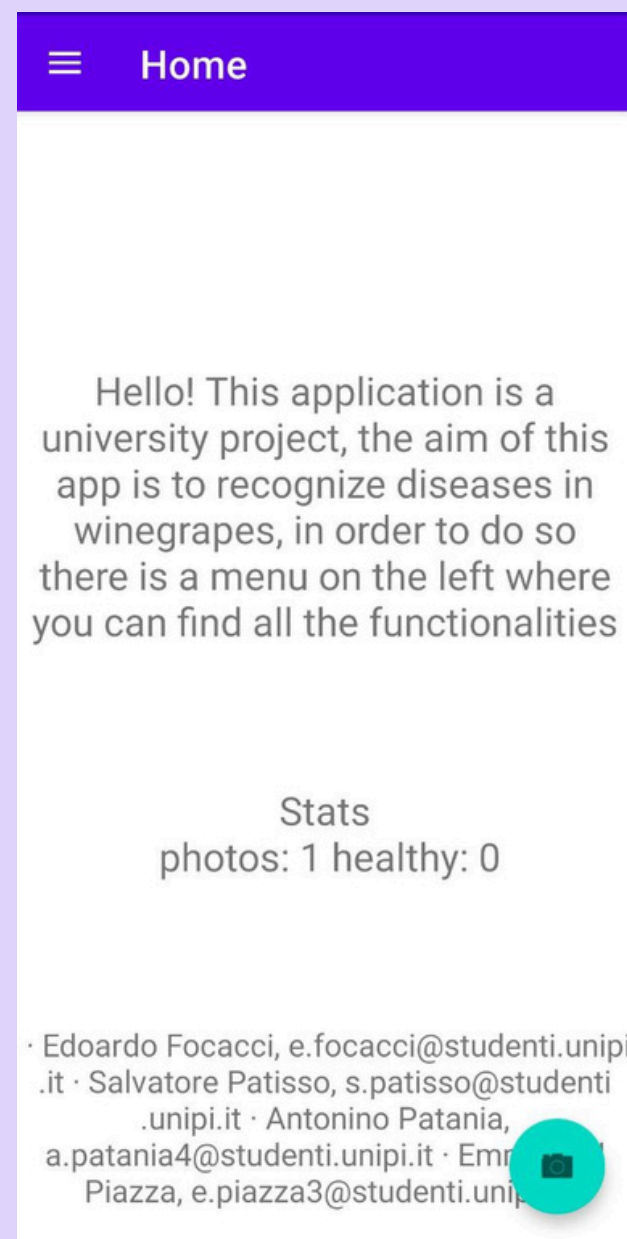 Home
Hello! This application is a
university project, the aim of this
app is to recognize diseases in
winegrapes, in order to do so
there is a menu on the left where
you can find all the functionalities
Stats
photos: 1 healthy: 0
· Edoardo Focacci, e.focacci@studenti.unipi
.it · Salvatore Patisso, s.patisso@studenti
.unipi.it · Antonino Patania,
a.patania4@studenti.unipi.it ·
Piazza,